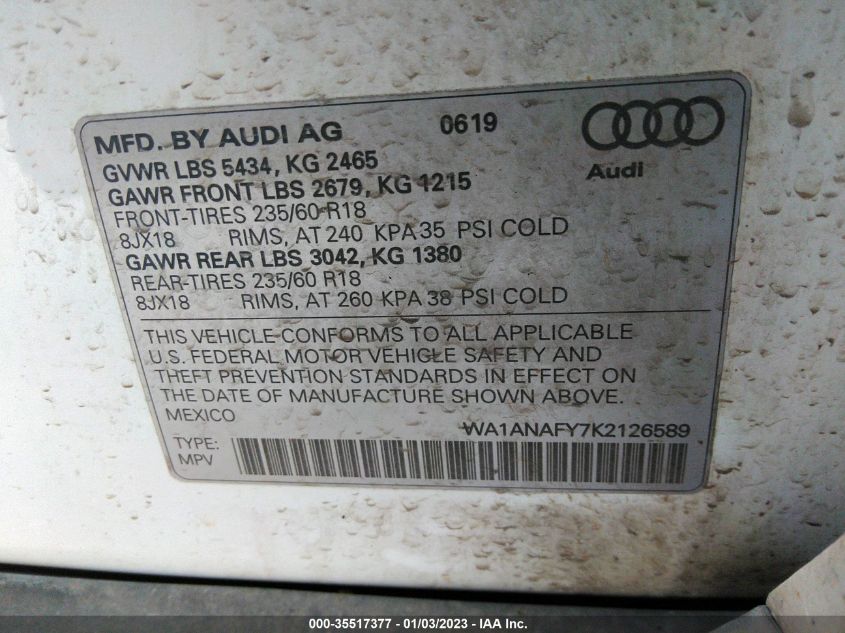 MFD. BY AUDI AG 0619
Audi
GVWR LBS 5434, KG 2465
GAWR FRONT LBS 2679, KG 1215
FRONT-TIRES 235/60 R18
8JX18 RIMS, AT 240 KPA 35 PSI COLD
GAWR REAR LBS 3042, KG 1380
REAR-TIRES 235/60 R18
8JX18 RIMS, AT 260 KPA 38 PSI COLD
THIS VEHICLE CONFORMS TO ALL APPLICABLE
U.S. FEDERAL MOTOR VEHICLE SAFETY AND
THEFT PREVENTION STANDARDS IN EFFECT ON
THE DATE OF MANUFACTURE SHOWN ABOVE.
MEXICO
WA1ANAFY7K2126589
TYPE:
MPV
000-35517377 - 01/03/2023 - IAA Inc.